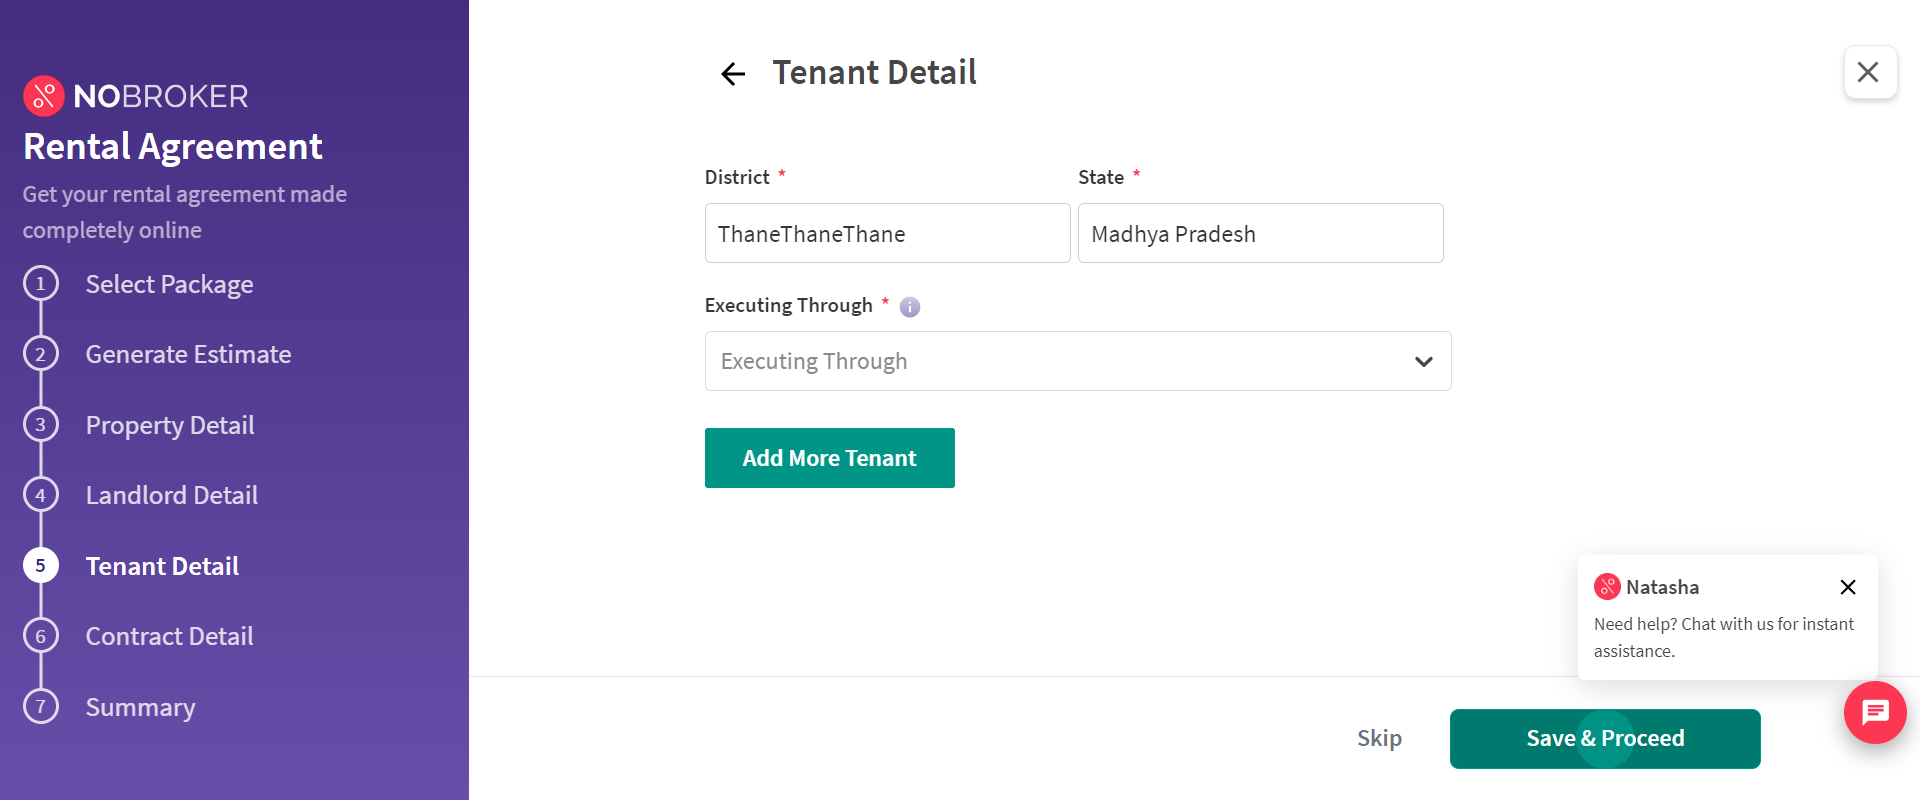 NOBROKER
Rental Agreement
Get your rental agreement made
completely online
1 Select Package
2 Generate Estimate
3 Property Detail
4 Landlord Detail
5 Tenant Detail
6 Contract Detail
7 Summary
Tenant Detail
District * State *
ThaneThaneThane Madhya Pradesh
Executing Through * i
Executing Through
Add More Tenant
Natasha
Need help? Chat with us for instant
assistance.
Skip Save & Proceed